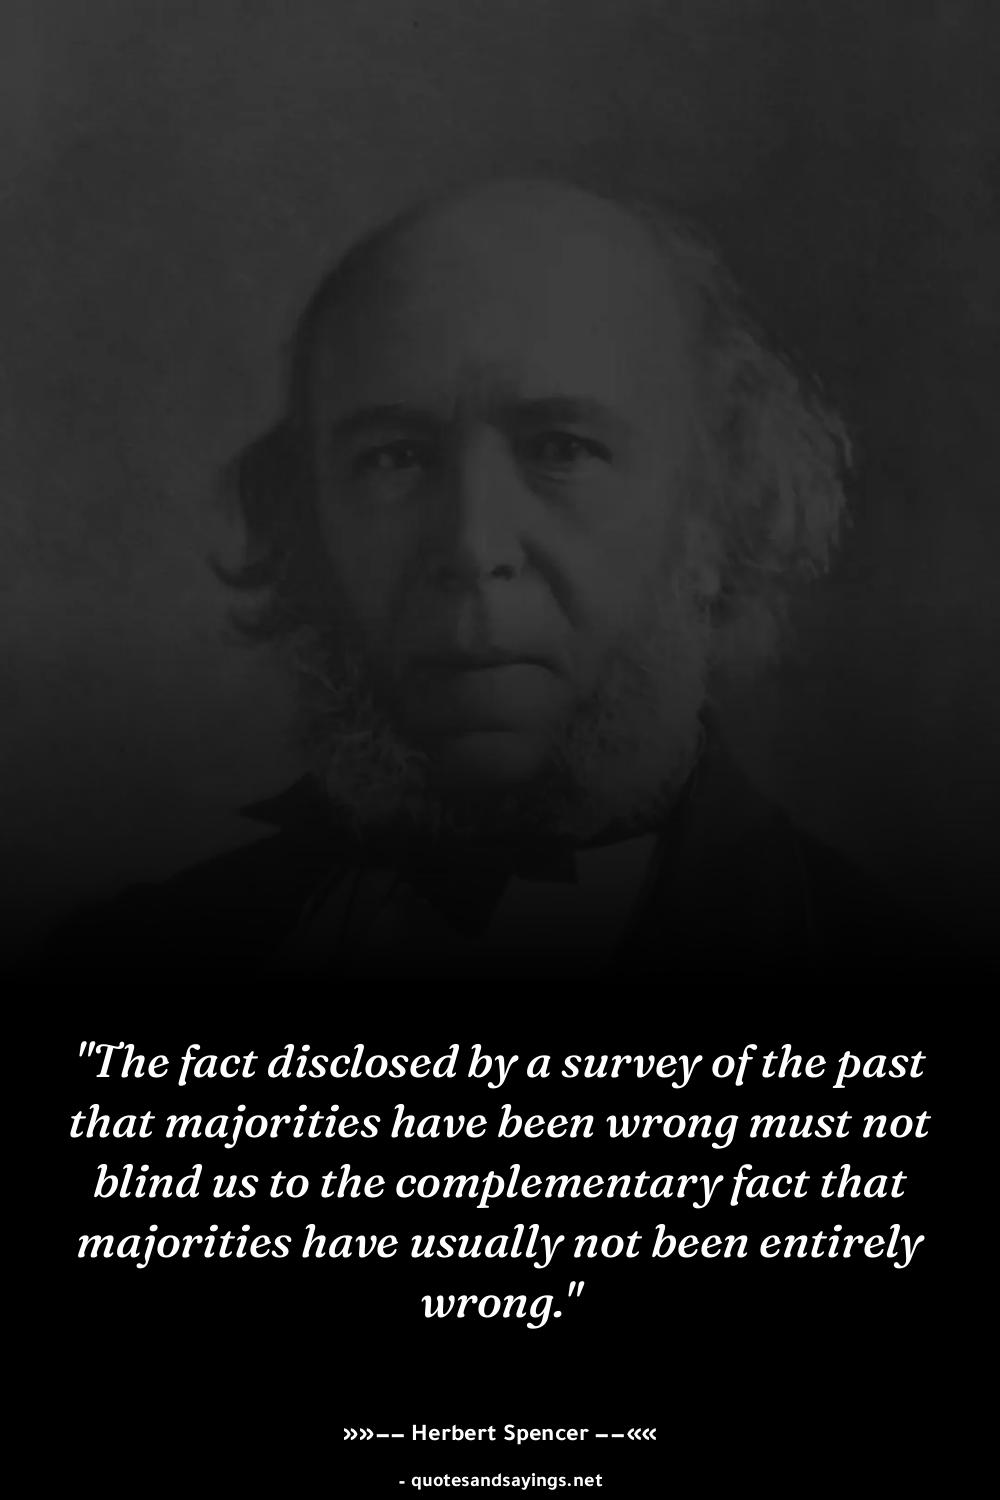 "The fact disclosed by a survey of the past
that majorities have been wrong must not
blind us to the complementary fact that
majorities have usually not been entirely
wrong."
»»−− Herbert Spencer −−««
- quotesandsayings.net